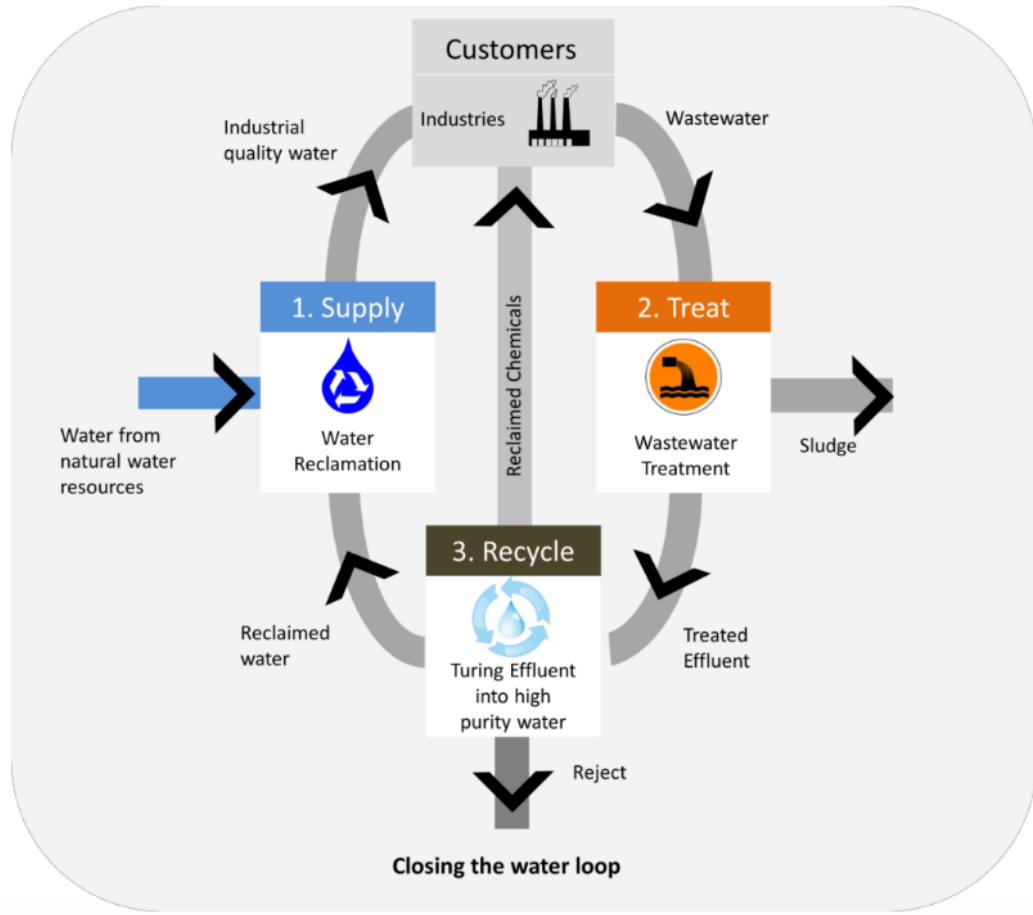 Customers
Industries
Industrial
quality water
Wastewater
1. Supply
Water
Reclamation
Water from
natural water
resources
Reclaimed Chemicals
2. Treat
Wastewater
Treatment
Sludge
3. Recycle
Turing Effluent
into high
purity water
Reclaimed
water
Treated
Effluent
Reject
Closing the water loop